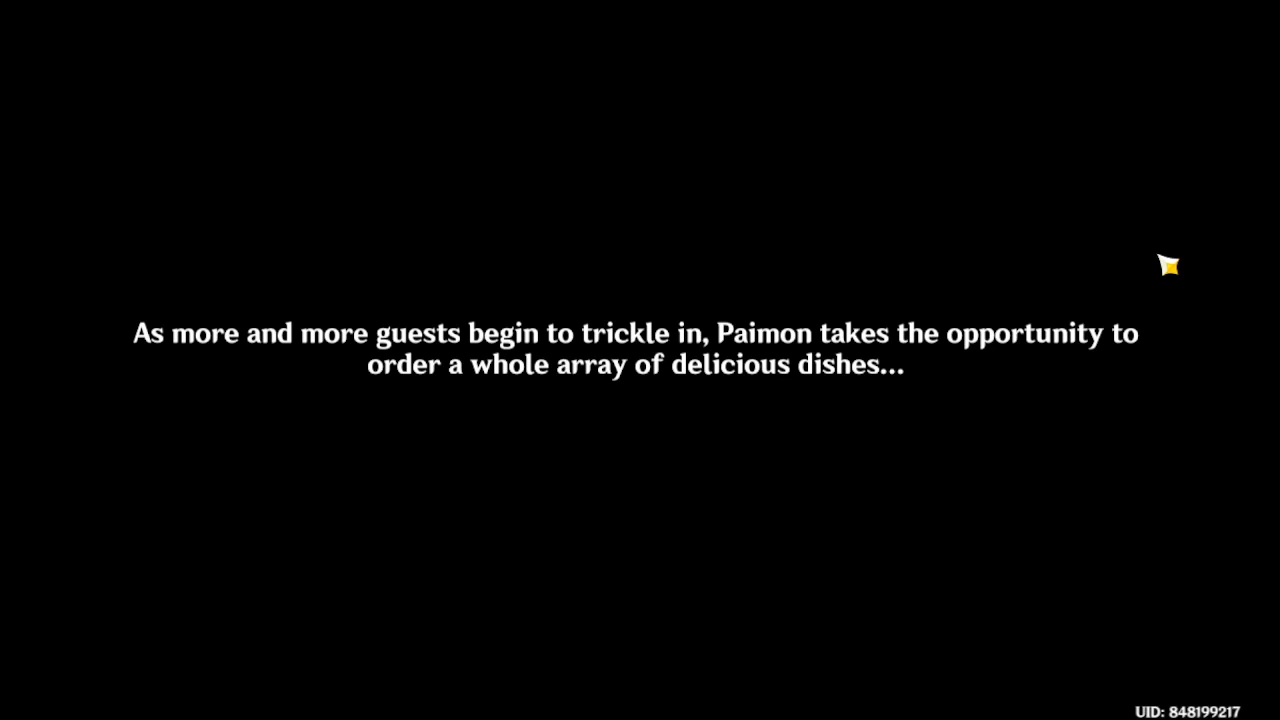 As more and more guests begin to trickle in, Paimon takes the opportunity to
order a whole array of delicious dishes...
UID: 848199217